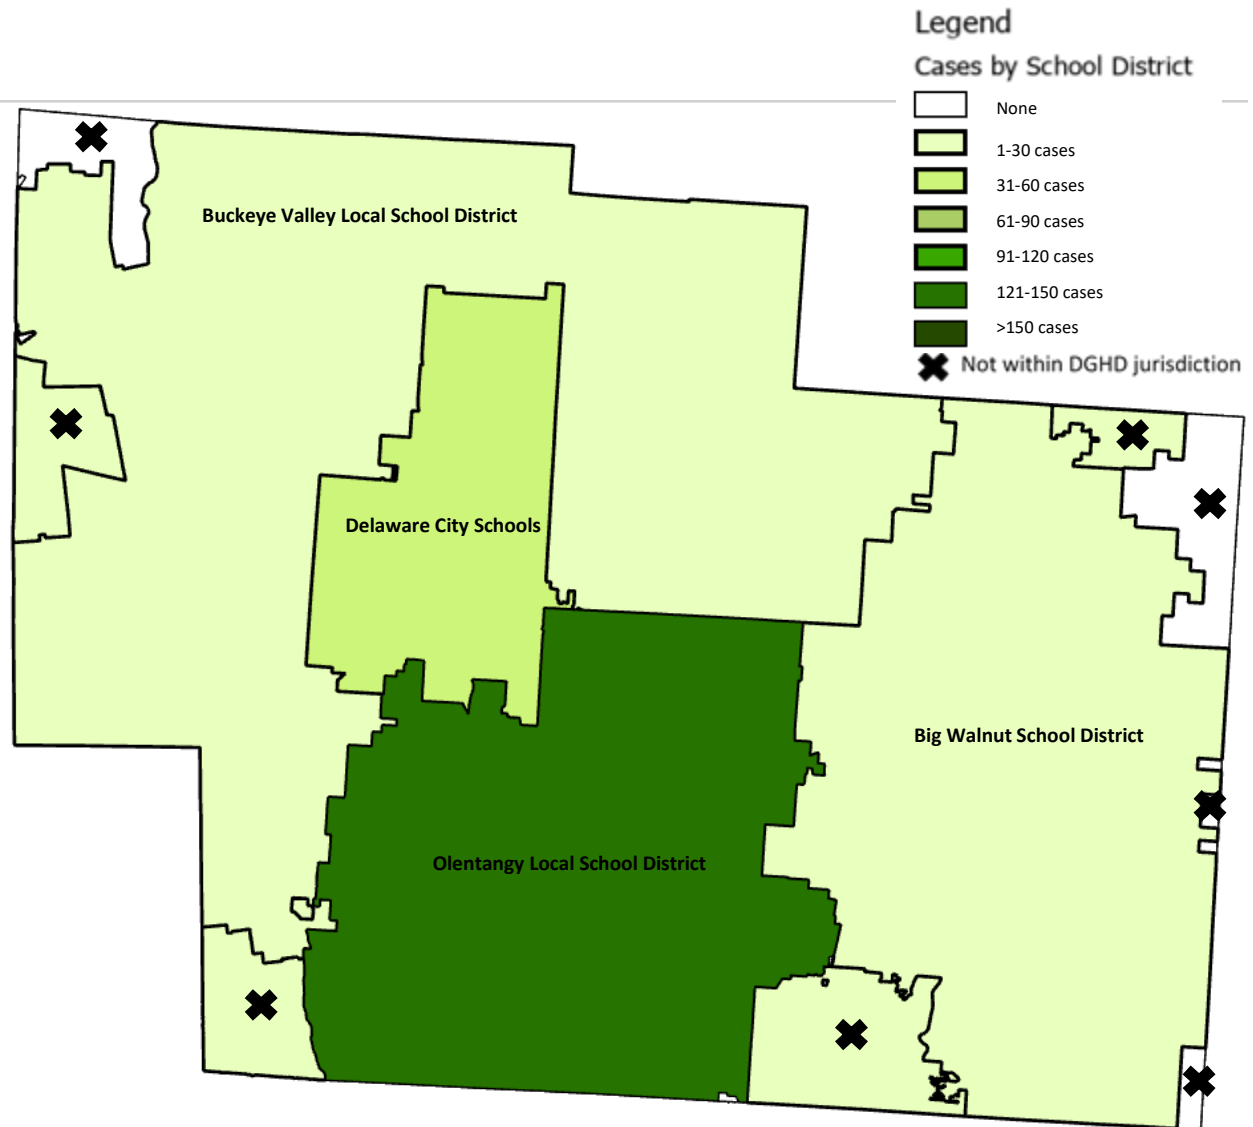 Legend
Cases by School District
None
1-30 cases
31-60 cases
61-90 cases
91-120 cases
121-150 cases
>150 cases
Not within DGHD jurisdiction
Buckeye Valley Local School District
Delaware City Schools
Big Walnut School District
Olentangy Local School District